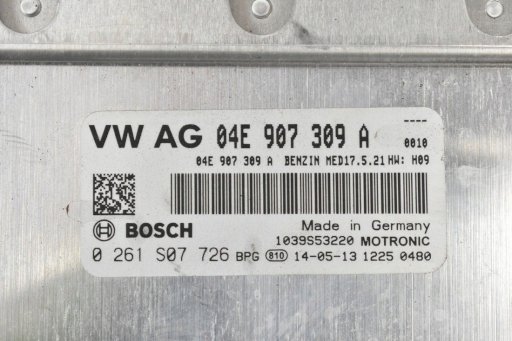 ----
VW AG 04E 907 309 A 0010
04E 907 309 A BENZIN MED17.5.21 HW: H09
BOSCH
Made in Germany
1039S53220 MOTRONIC
0 261 S07 726 BPG 810 14-05-13 1225 0480